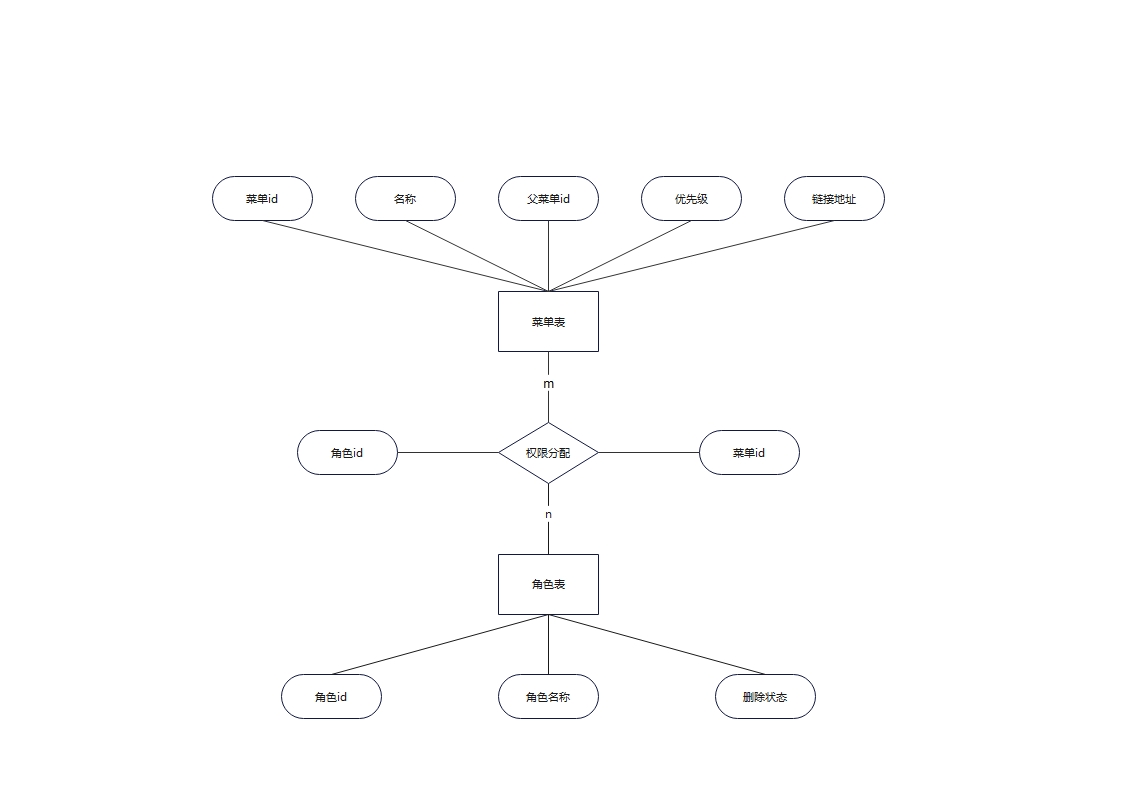 菜单id
名称
父菜单id
优先级
链接地址
菜单表
m
角色id
权限分配
菜单id
n
角色表
角色id
角色名称
删除状态